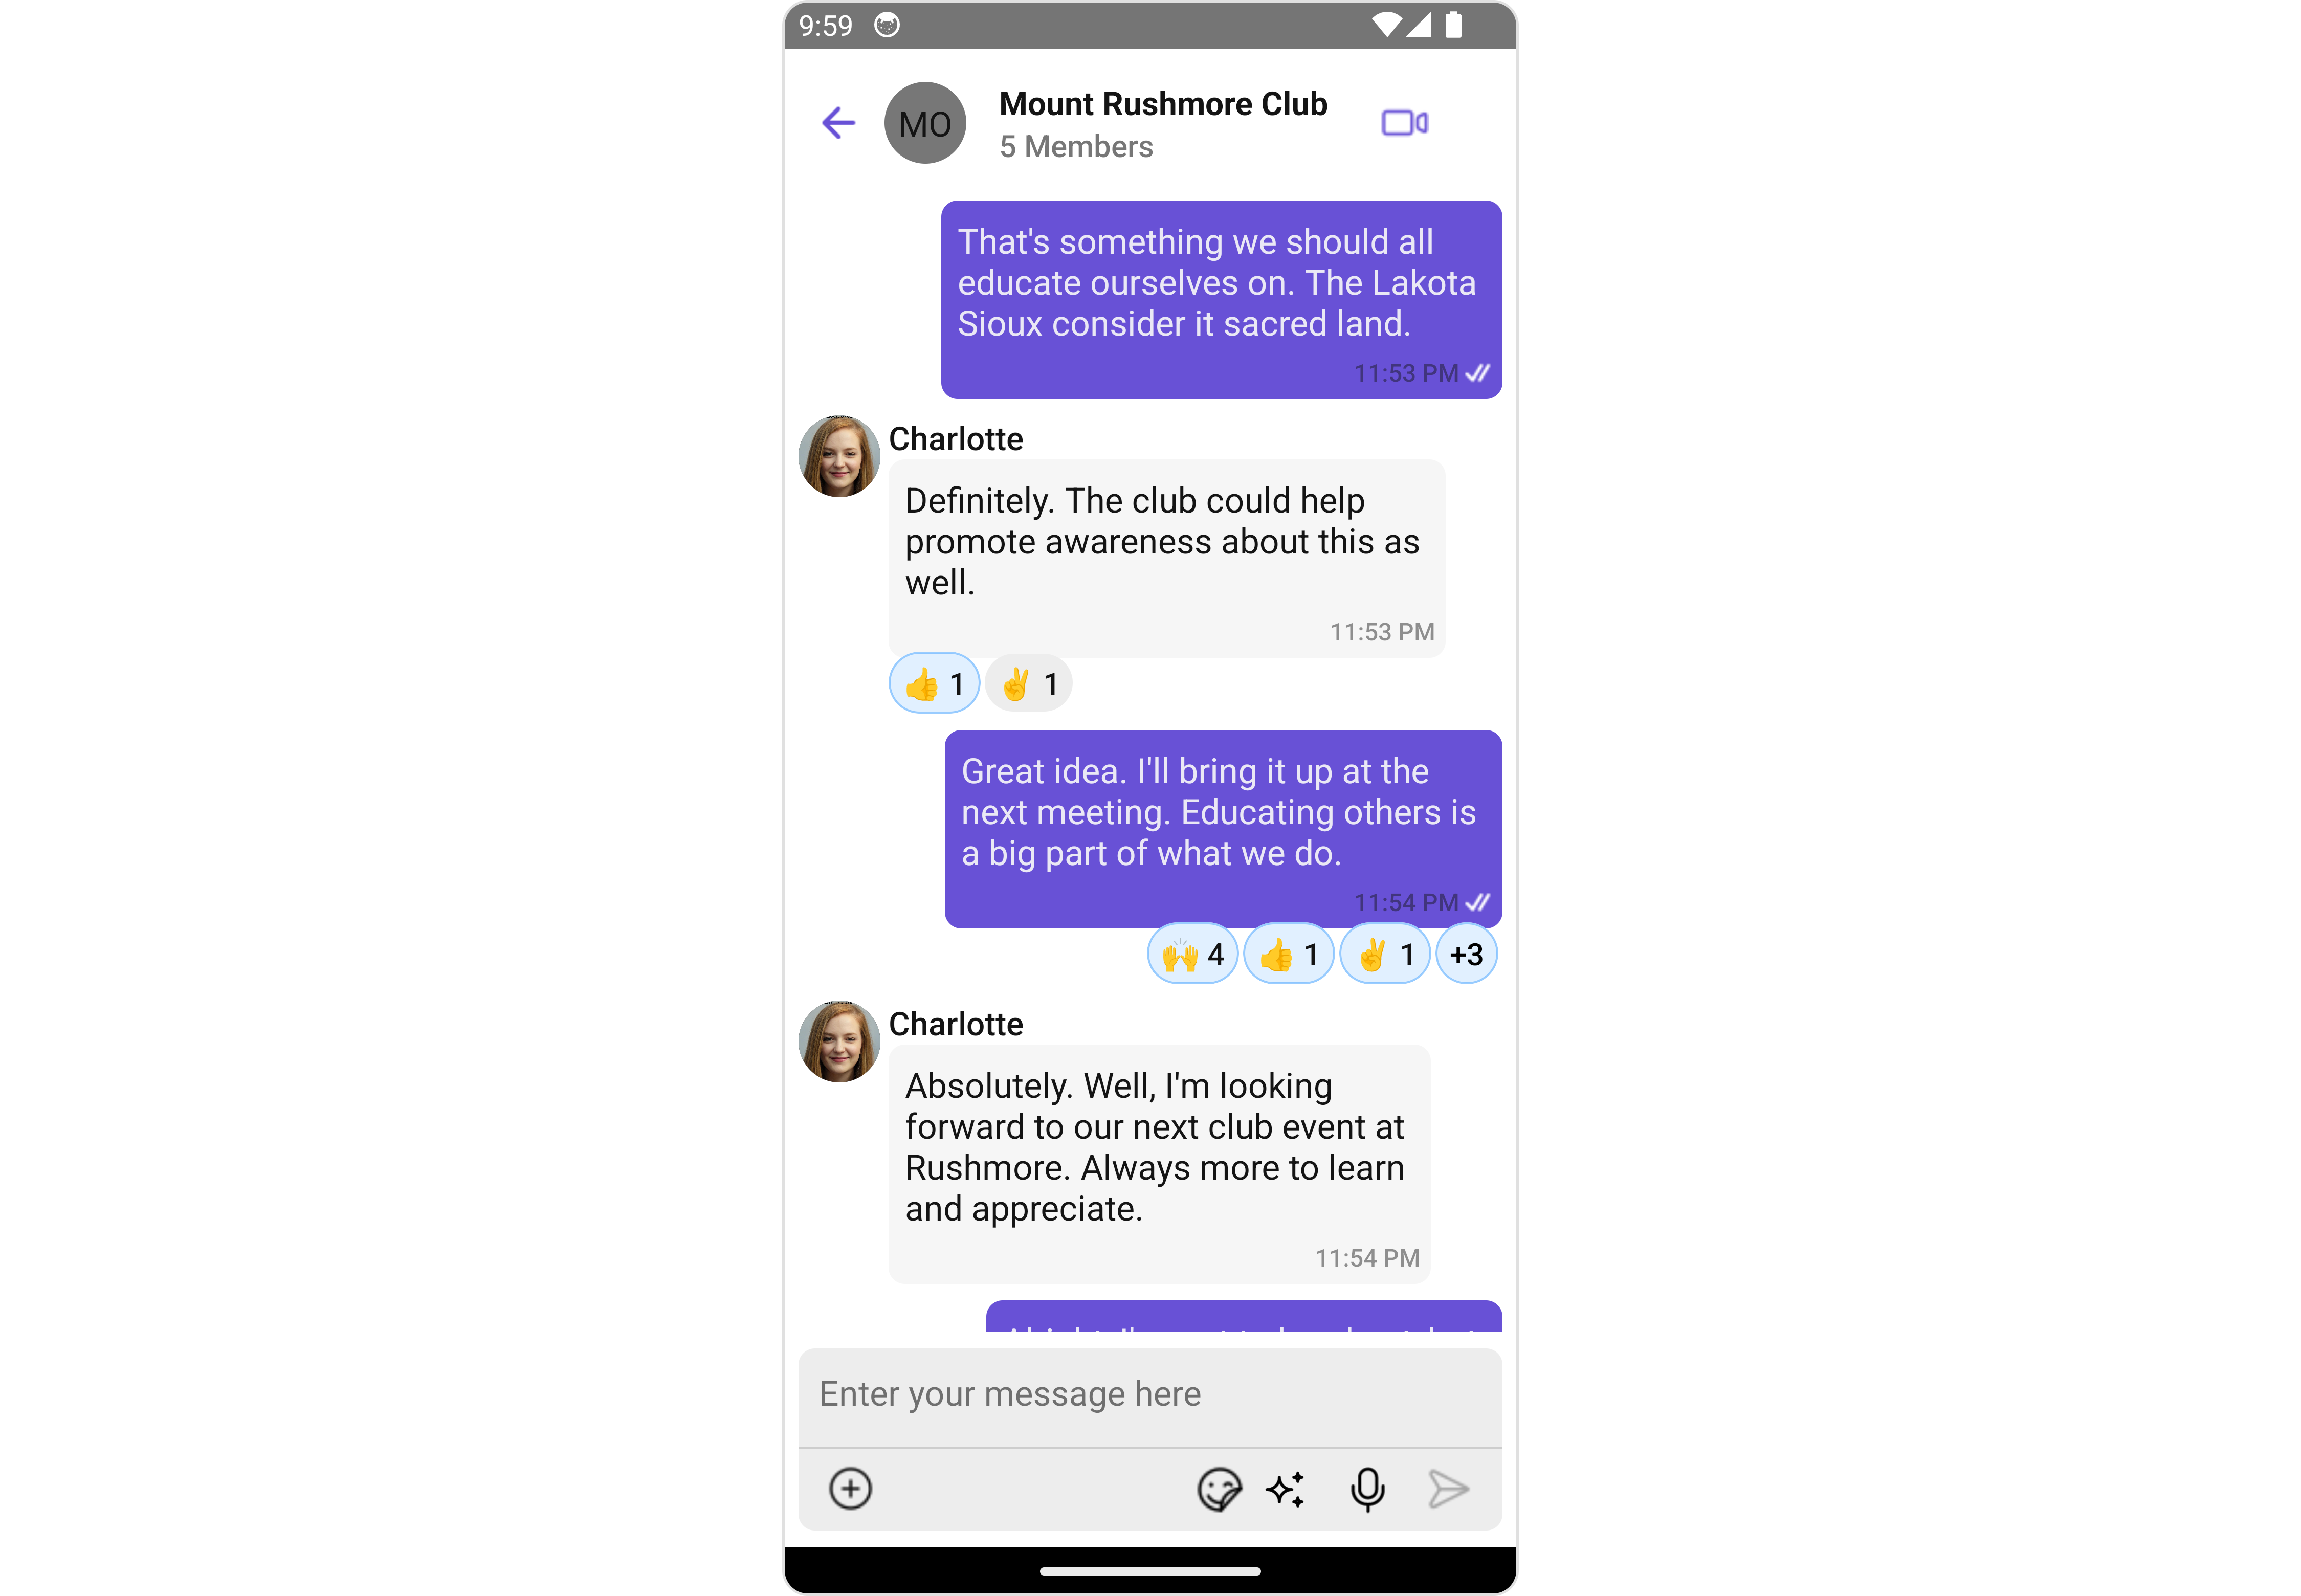 9:59
MO
Mount Rushmore Club
5 Members
That's something we should all
educate ourselves on. The Lakota
Sioux consider it sacred land.
11:53 PM
Charlotte
Definitely. The club could help
promote awareness about this as
well.
11:53 PM
👍 1 ✌️ 1
Great idea. I'll bring it up at the
next meeting. Educating others is
a big part of what we do.
11:54 PM
🙌 4 👍 1 ✌️ 1 +3
Charlotte
Absolutely. Well, I'm looking
forward to our next club event at
Rushmore. Always more to learn
and appreciate.
11:54 PM
Enter your message here